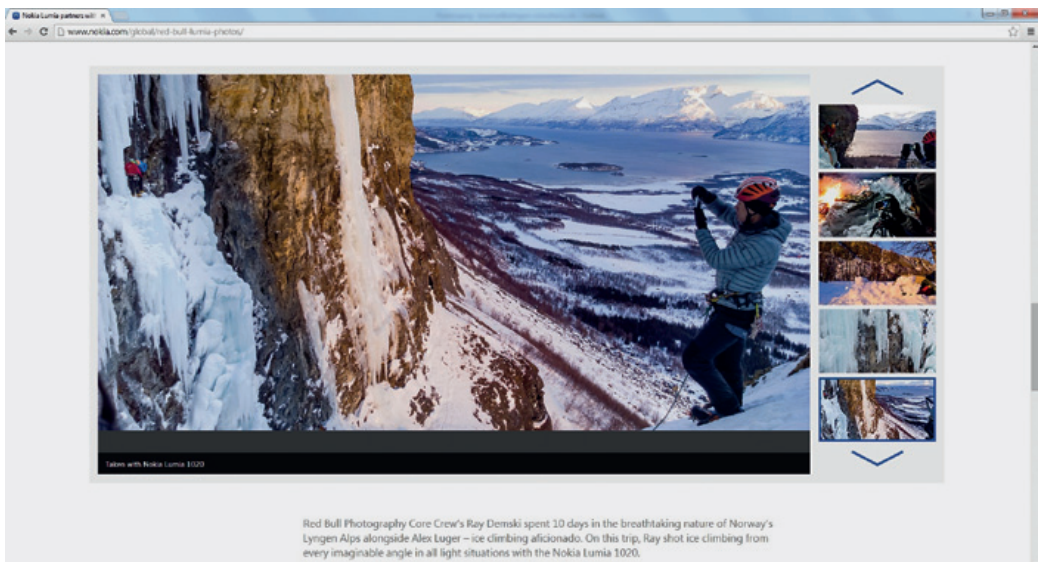 Nokia Lumia partners with
www.nokia.com/global/red-bull-lumia-photos/
Taken with Nokia Lumia 1020
Red Bull Photography Core Crew's Ray Demski spent 10 days in the breathtaking nature of Norway's
Lyngen Alps alongside Alex Luger – ice climbing aficionado. On this trip, Ray shot ice climbing from
every imaginable angle in all light situations with the Nokia Lumia 1020.